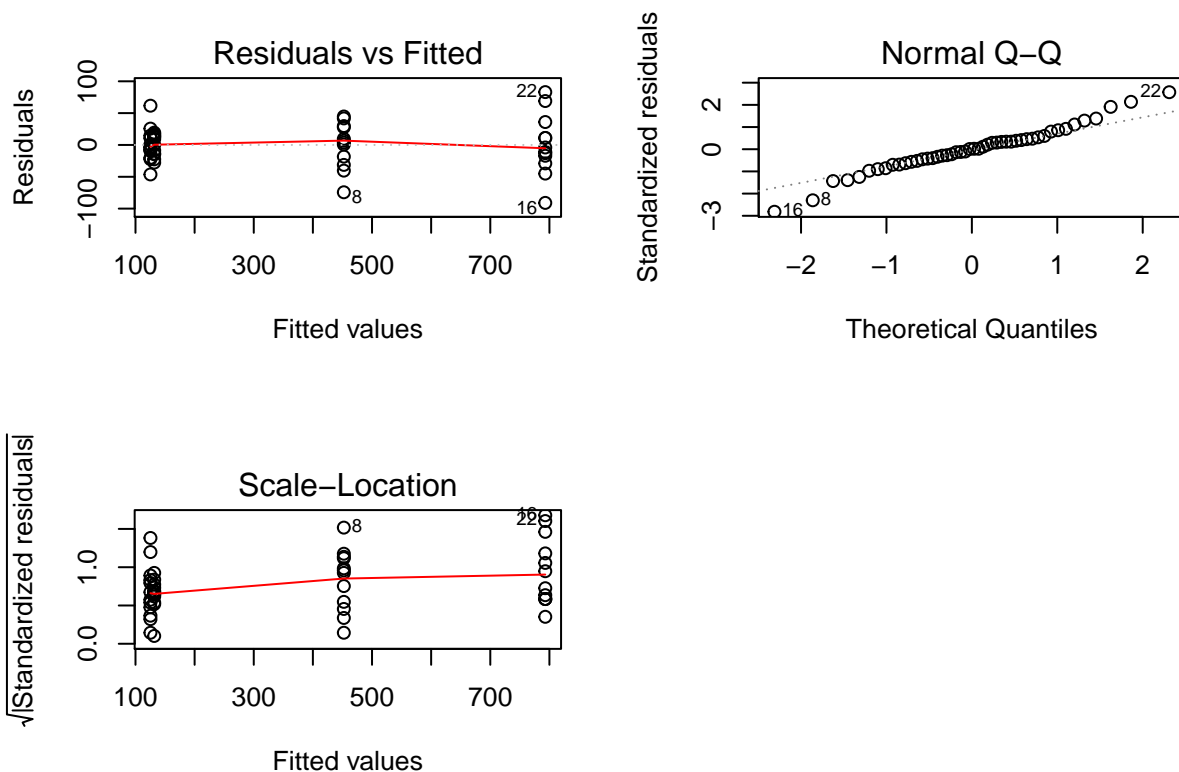 Residuals vs Fitted
Residuals
100
0
−100
22
8
16
100 300 500 700
Fitted values
Normal Q−Q
Standardized residuals
2
0
−3
22
8
16
−2 −1 0 1 2
Theoretical Quantiles
Scale−Location
√|Standardized residuals|
1.0
0.0
8
16
22
100 300 500 700
Fitted values